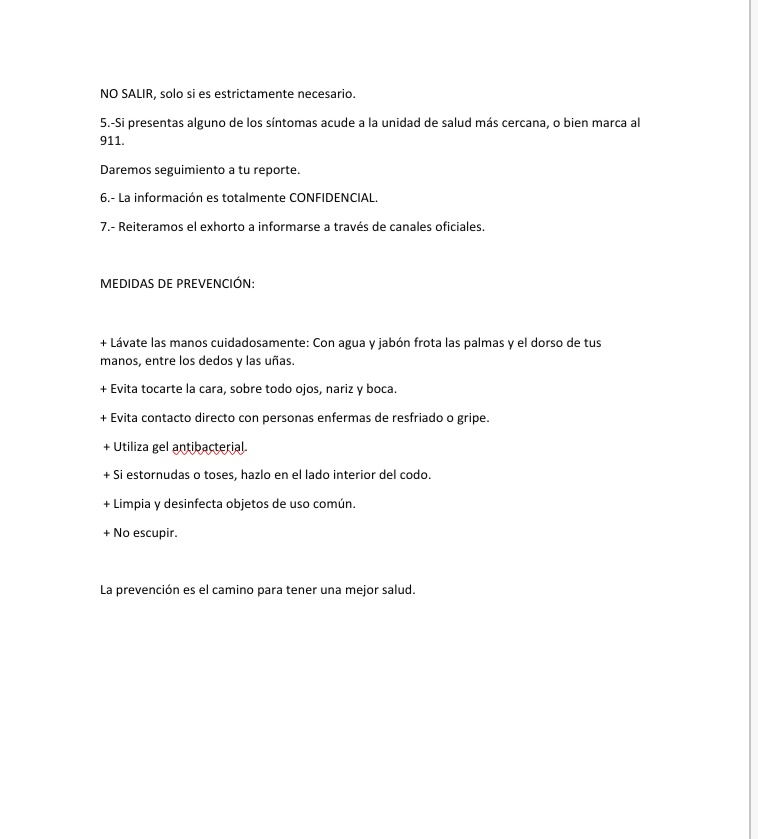 NO SALIR, solo si es estrictamente necesario.
5.-Si presentas alguno de los síntomas acude a la unidad de salud más cercana, o bien marca al
911.
Daremos seguimiento a tu reporte.
6.- La información es totalmente CONFIDENCIAL.
7.- Reiteramos el exhorto a informarse a través de canales oficiales.
MEDIDAS DE PREVENCIÓN:
+ Lávate las manos cuidadosamente: Con agua y jabón frota las palmas y el dorso de tus
manos, entre los dedos y las uñas.
+ Evita tocarte la cara, sobre todo ojos, nariz y boca.
+ Evita contacto directo con personas enfermas de resfriado o gripe.
+ Utiliza gel antibacterial.
+ Si estornudas o toses, hazlo en el lado interior del codo.
+ Limpia y desinfecta objetos de uso común.
+ No escupir.
La prevención es el camino para tener una mejor salud.